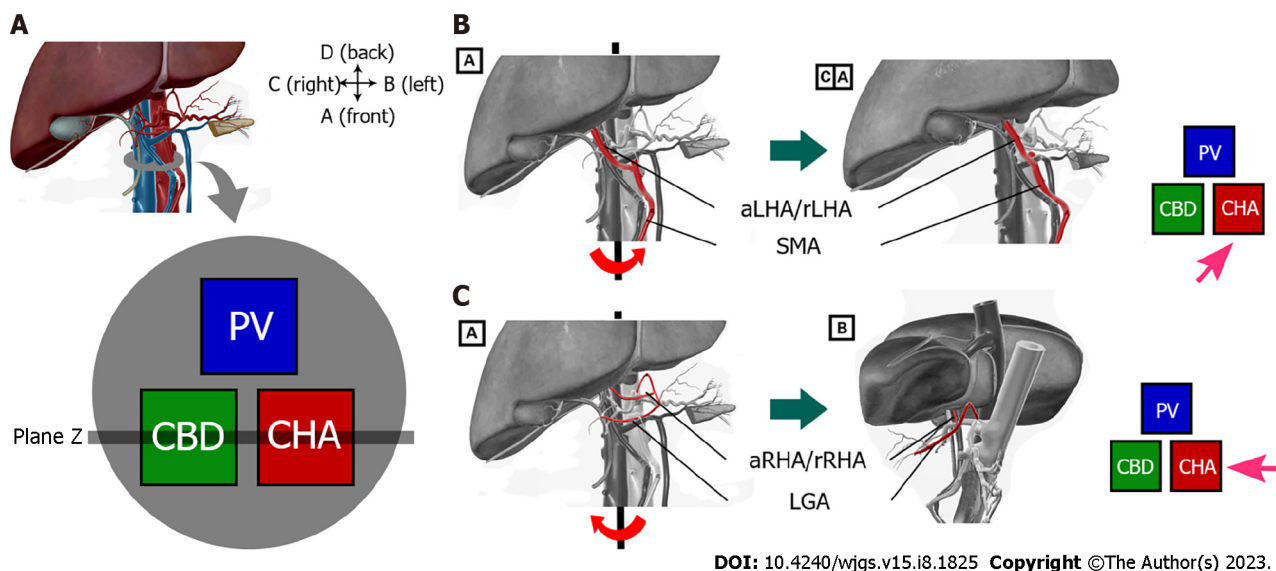 A
D (back)
C (right)
B (left)
A (front)
PV
CBD
CHA
Plane Z
B
A
C A
aLHA/rLHA
SMA
PV
CBD
CHA
C
A
B
aRHA/rRHA
LGA
PV
CBD
CHA
DOI: 10.4240/wjgs.v15.i8.1825 Copyright ©The Author(s) 2023.